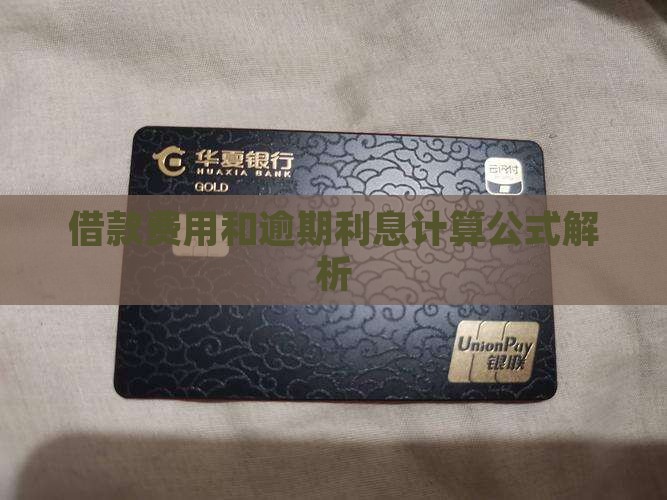 华夏银行
HUAXIA BANK
GOLD
云闪付
借款费用和逾期利息计算公式解
析
UnionPay
银联